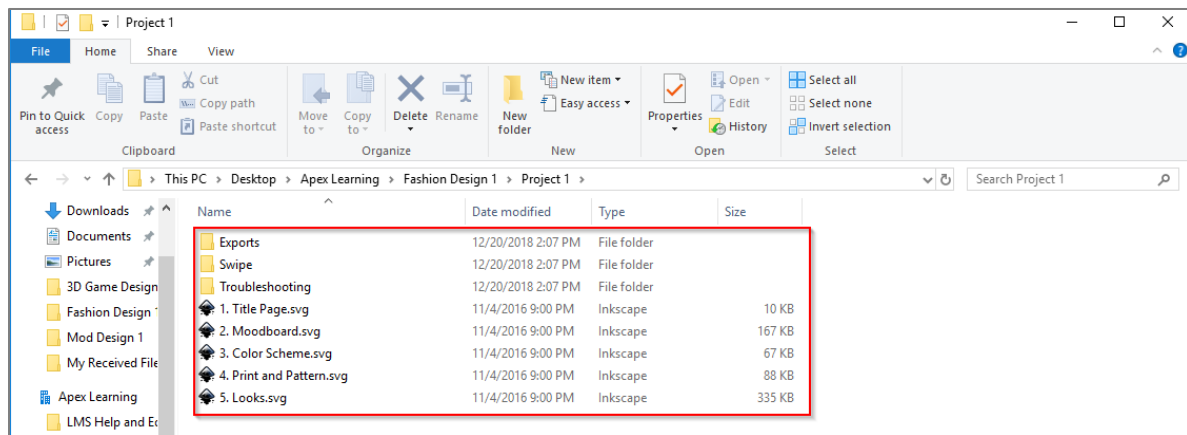 Project 1
File Home Share View
Pin to Quick access
Copy
Paste
Cut
Copy path
Paste shortcut
Clipboard
Move to
Copy to
Delete
Rename
Organize
New folder
New item
Easy access
New
Properties
Open
Edit
History
Open
Select all
Select none
Invert selection
Select
This PC > Desktop > Apex Learning > Fashion Design 1 > Project 1 >
Search Project 1
Downloads
Documents
Pictures
3D Game Design
Fashion Design 1
Mod Design 1
My Received File
Apex Learning
LMS Help and Ec
Name Date modified Type Size
Exports 12/20/2018 2:07 PM File folder
Swipe 12/20/2018 2:07 PM File folder
Troubleshooting 12/20/2018 2:07 PM File folder
1. Title Page.svg 11/4/2016 9:00 PM Inkscape 10 KB
2. Moodboard.svg 11/4/2016 9:00 PM Inkscape 167 KB
3. Color Scheme.svg 11/4/2016 9:00 PM Inkscape 67 KB
4. Print and Pattern.svg 11/4/2016 9:00 PM Inkscape 88 KB
5. Looks.svg 11/4/2016 9:00 PM Inkscape 335 KB